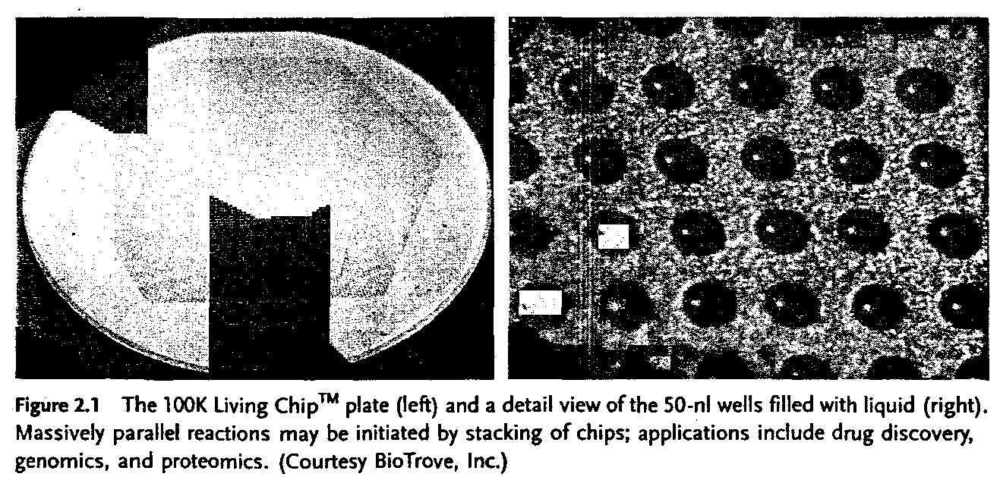 Figure 2.1 The 100K Living Chip™ plate (left) and a detail view of the 50-nl wells filled with liquid (right).
Massively parallel reactions may be initiated by stacking of chips; applications include drug discovery,
genomics, and proteomics. (Courtesy BioTrove, Inc.)